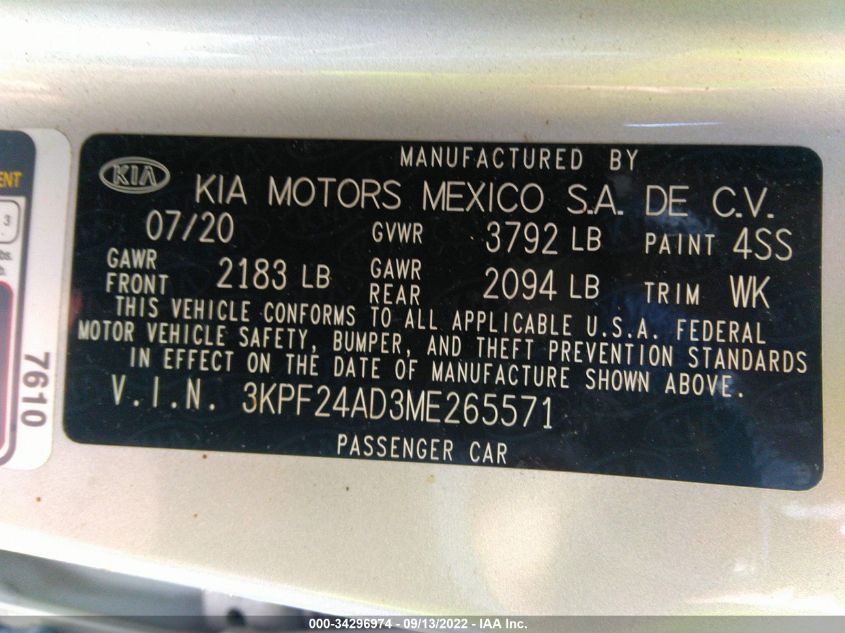 MANUFACTURED BY
KIA KIA MOTORS MEXICO S.A. DE C.V.
07/20 GVWR 3792 LB PAINT 4SS
GAWR FRONT 2183 LB GAWR REAR 2094 LB TRIM WK
THIS VEHICLE CONFORMS TO ALL APPLICABLE U.S.A. FEDERAL
MOTOR VEHICLE SAFETY, BUMPER, AND THEFT PREVENTION STANDARDS
IN EFFECT ON THE DATE OF MANUFACTURE SHOWN ABOVE.
V.I.N. 3KPF24AD3ME265571
PASSENGER CAR
3
7610
000-34296974 - 09/13/2022 - IAA Inc.